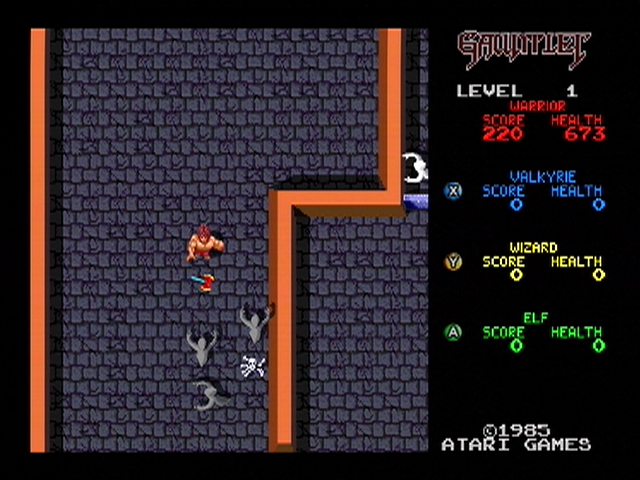 GAUNTLET
LEVEL 1
WARRIOR
SCORE HEALTH
220 673
VALKYRIE
X SCORE HEALTH
0 0
WIZARD
Y SCORE HEALTH
0 0
ELF
A SCORE HEALTH
0 0
©1985
ATARI GAMES